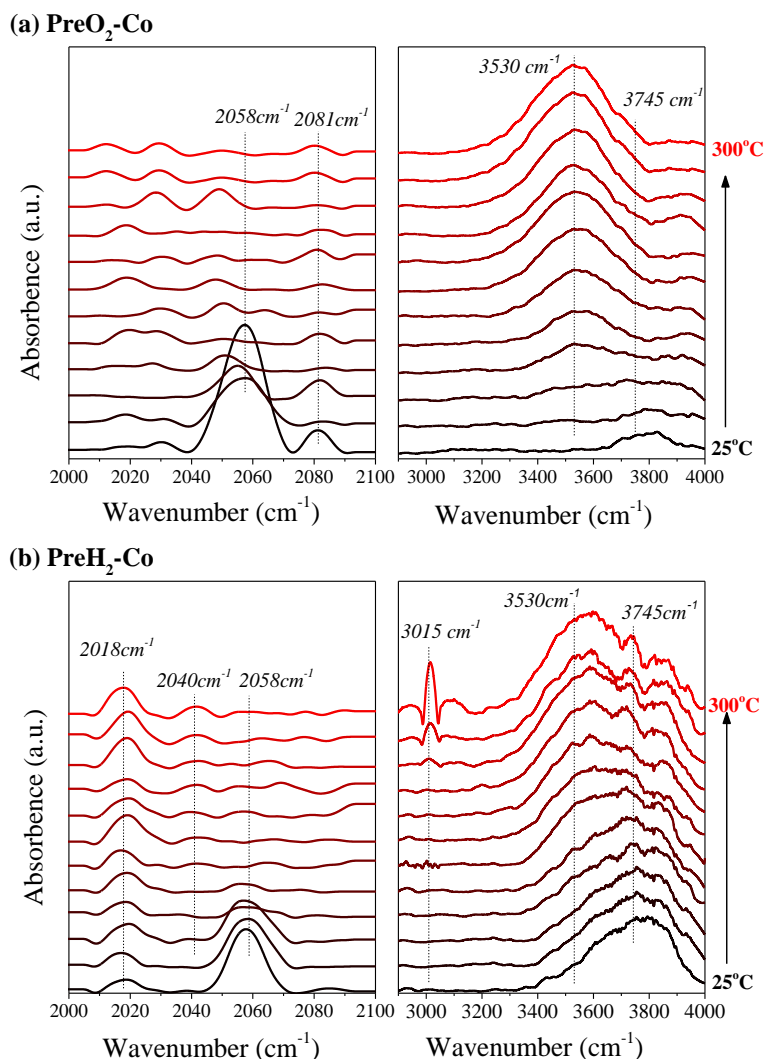 (a) PreO₂-Co
2058cm⁻¹ 2081cm⁻¹
3530 cm⁻¹
3745 cm⁻¹
300°C
25°C
Absorbence (a.u.)
2000 2020 2040 2060 2080 2100
3000 3200 3400 3600 3800 4000
Wavenumber (cm⁻¹)
Wavenumber (cm⁻¹)
(b) PreH₂-Co
2018cm⁻¹
2040cm⁻¹ 2058cm⁻¹
3015 cm⁻¹
3530cm⁻¹
3745cm⁻¹
300°C
25°C
Absorbence (a.u.)
2000 2020 2040 2060 2080 2100
3000 3200 3400 3600 3800 4000
Wavenumber (cm⁻¹)
Wavenumber (cm⁻¹)